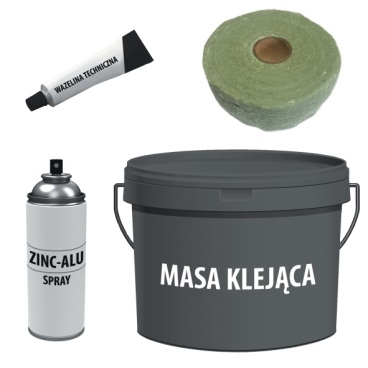 WAZELINA TECHNICZNA
ZINC-ALU
SPRAY
MASA KLEJĄCA